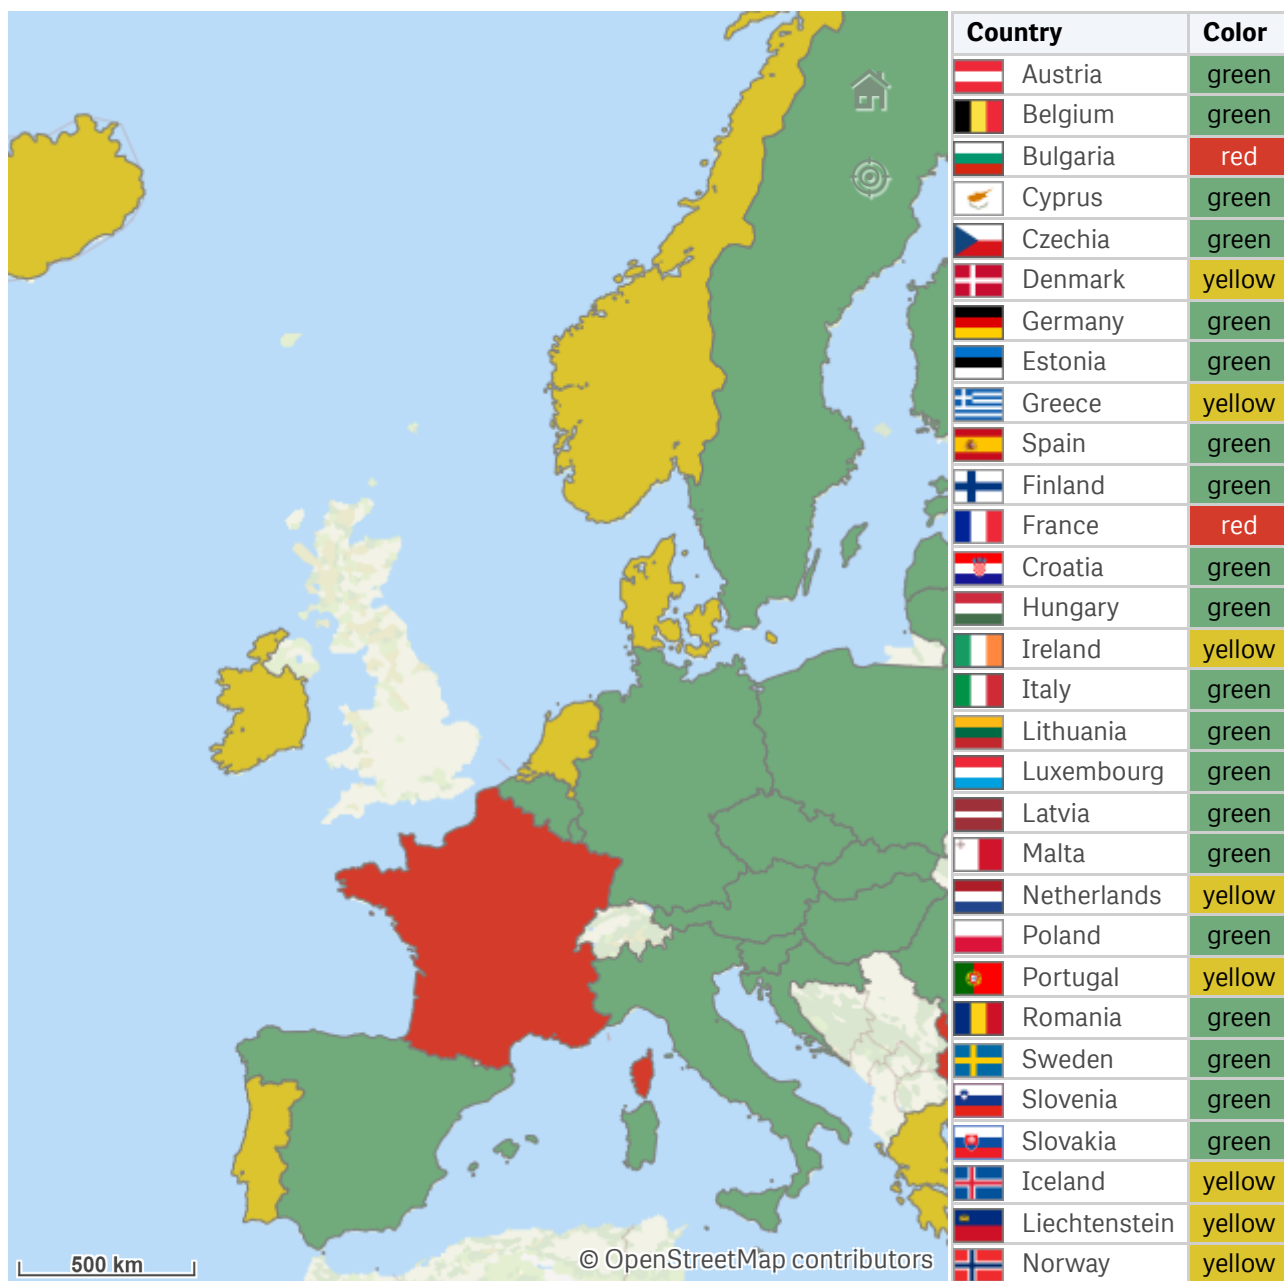 Country Color
Austria green
Belgium green
Bulgaria red
Cyprus green
Czechia green
Denmark yellow
Germany green
Estonia green
Greece yellow
Spain green
Finland green
France red
Croatia green
Hungary green
Ireland yellow
Italy green
Lithuania green
Luxembourg green
Latvia green
Malta green
Netherlands yellow
Poland green
Portugal yellow
Romania green
Sweden green
Slovenia green
Slovakia green
Iceland yellow
Liechtenstein yellow
Norway yellow
500 km
© OpenStreetMap contributors